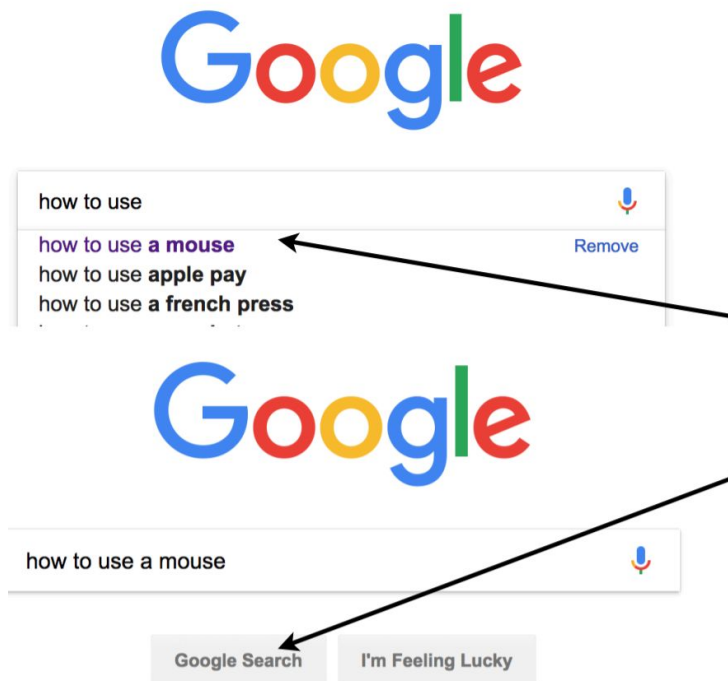 Google
how to use
how to use a mouse Remove
how to use apple pay
how to use a french press
Google
how to use a mouse
Google Search I'm Feeling Lucky